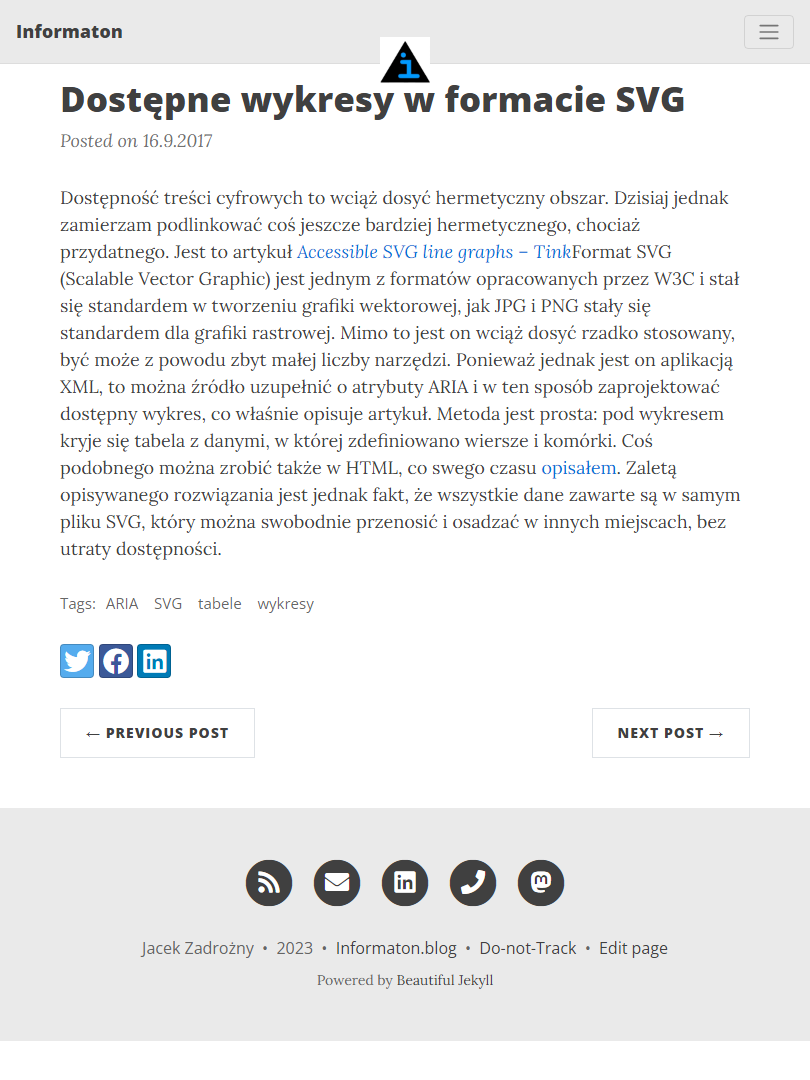 Informaton
i
Dostępne wykresy w formacie SVG
Posted on 16.9.2017
Dostępność treści cyfrowych to wciąż dosyć hermetyczny obszar. Dzisiaj jednak
zamierzam podlinkować coś jeszcze bardziej hermetycznego, chociaż
przydatnego. Jest to artykuł Accessible SVG line graphs – TinkFormat SVG
(Scalable Vector Graphic) jest jednym z formatów opracowanych przez W3C i stał
się standardem w tworzeniu grafiki wektorowej, jak JPG i PNG stały się
standardem dla grafiki rastrowej. Mimo to jest on wciąż dosyć rzadko stosowany,
być może z powodu zbyt małej liczby narzędzi. Ponieważ jednak jest on aplikacją
XML, to można źródło uzupełnić o atrybuty ARIA i w ten sposób zaprojektować
dostępny wykres, co właśnie opisuje artykuł. Metoda jest prosta: pod wykresem
kryje się tabela z danymi, w której zdefiniowano wiersze i komórki. Coś
podobnego można zrobić także w HTML, co swego czasu opisałem. Zaletą
opisywanego rozwiązania jest jednak fakt, że wszystkie dane zawarte są w samym
pliku SVG, który można swobodnie przenosić i osadzać w innych miejscach, bez
utraty dostępności.
Tags: ARIA SVG tabele wykresy
← PREVIOUS POST
NEXT POST →
Jacek Zadrożny • 2023 • Informaton.blog • Do-not-Track • Edit page
Powered by Beautiful Jekyll